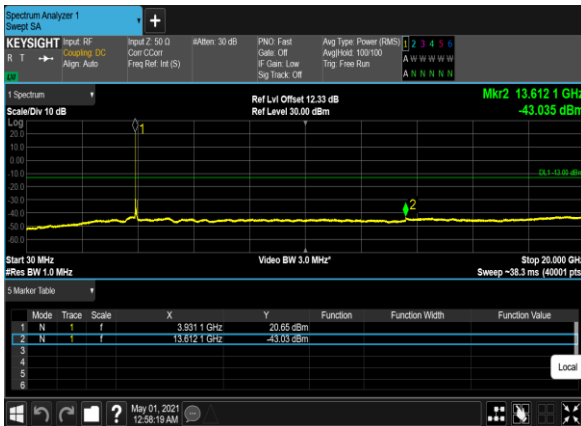 Spectrum Analyzer 1
Swept SA
KEYSIGHT
R T
LV
Input: RF
Coupling: DC
Align: Auto
Input Z: 50 Ω
Corr CCorr
Freq Ref: Int (S)
#Atten: 30 dB
PNO: Fast
Gate: Off
IF Gain: Low
Sig Track: Off
Avg Type: Power (RMS)
Avg|Hold: 100/100
Trig: Free Run
1 2 3 4 5 6
A W W W W W
A N N N N N
1 Spectrum
Scale/Div 10 dB
Ref Lvl Offset 12.33 dB
Ref Level 30.00 dBm
Mkr2 13.612 1 GHz
-43.035 dBm
Log
20.0
10.0
0.00
-10.0
-20.0
-30.0
-40.0
-50.0
-60.0
1
2
DL1 -13.00 dBm
Start 30 MHz
#Res BW 1.0 MHz
Video BW 3.0 MHz*
Stop 20.000 GHz
Sweep ~38.3 ms (40001 pts)
5 Marker Table
Mode Trace Scale X Y Function Function Width Function Value
1 N 1 f 3.931 1 GHz 20.65 dBm
2 N 1 f 13.612 1 GHz -43.03 dBm
3
4
5
6
Local
?
May 01, 2021
12:58:19 AM